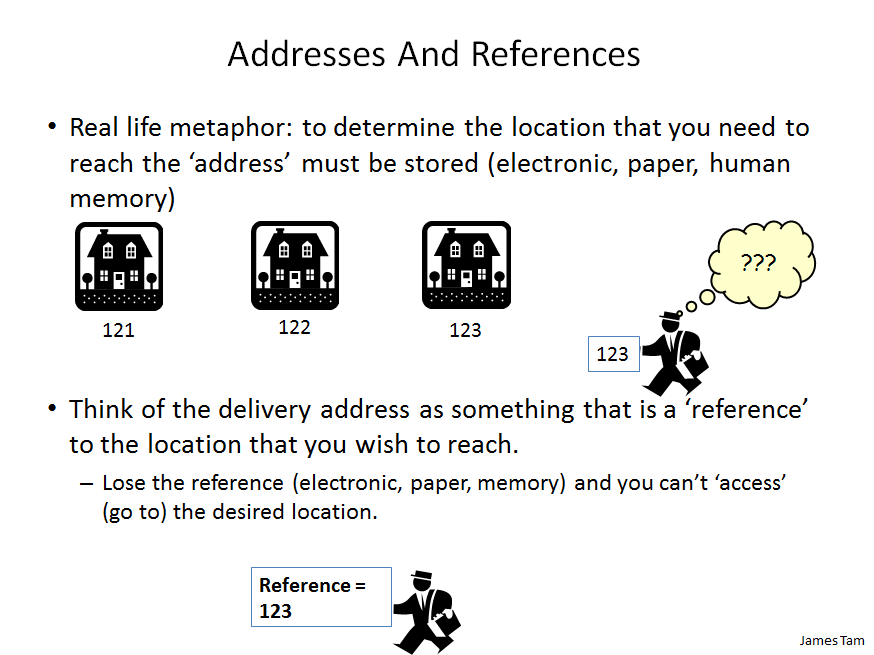 Addresses And References
• Real life metaphor: to determine the location that you need to
reach the ‘address’ must be stored (electronic, paper, human
memory)
???
121
122
123
123
• Think of the delivery address as something that is a ‘reference’
to the location that you wish to reach.
– Lose the reference (electronic, paper, memory) and you can’t ‘access’
(go to) the desired location.
Reference =
123
James Tam